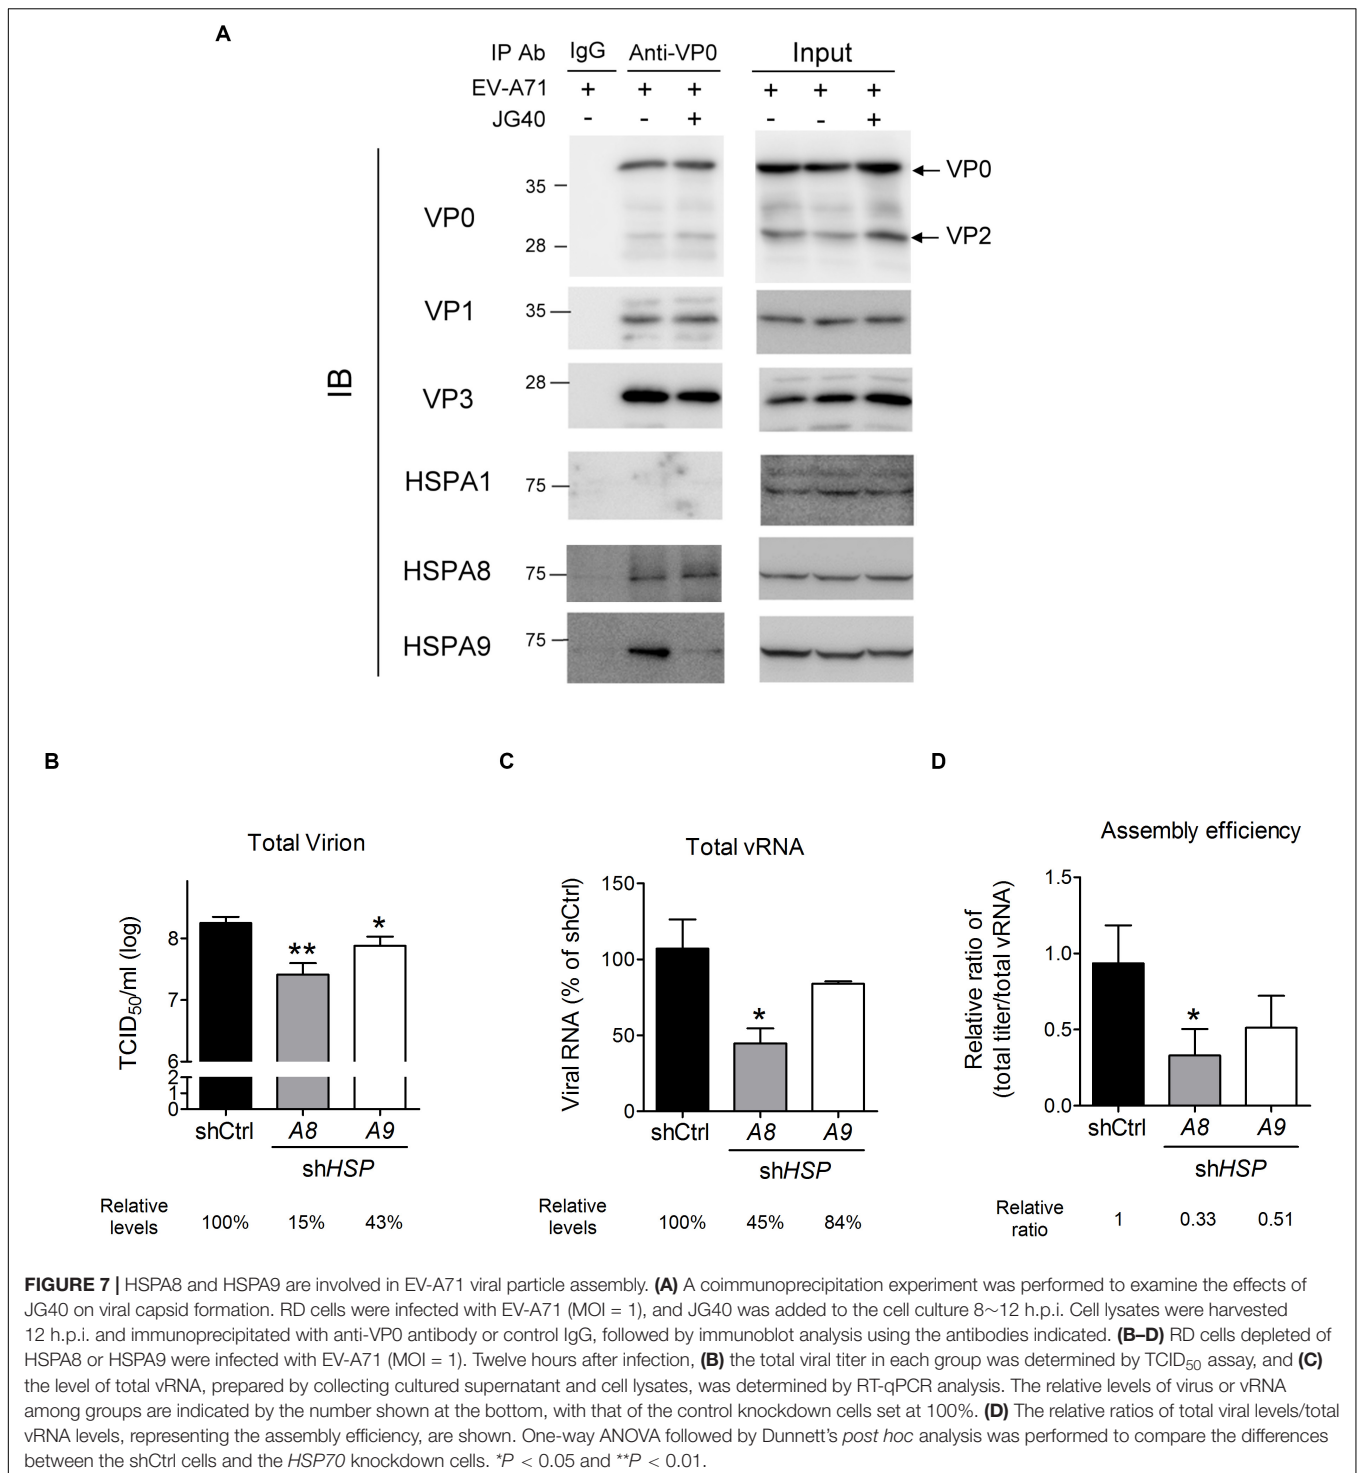 A
IP Ab IgG Anti-VP0 Input
EV-A71 + + + + + +
JG40 - - + - - +
IB
VP0 35 28 VP0 VP2
VP1 35
VP3 28
HSPA1 75
HSPA8 75
HSPA9 75
B
Total Virion
TCID50/ml (log)
8
7
6
2
1
0
shCtrl A8 A9
shHSP
** *
Relative levels 100% 15% 43%
C
Total vRNA
Viral RNA (% of shCtrl)
150
100
50
0
*
shCtrl A8 A9
shHSP
Relative levels 100% 45% 84%
D
Assembly efficiency
Relative ratio of
(total titer/total vRNA)
1.5
1.0
0.5
0.0
*
shCtrl A8 A9
shHSP
Relative ratio 1 0.33 0.51
FIGURE 7 | HSPA8 and HSPA9 are involved in EV-A71 viral particle assembly. (A) A coimmunoprecipitation experiment was performed to examine the effects of
JG40 on viral capsid formation. RD cells were infected with EV-A71 (MOI = 1), and JG40 was added to the cell culture 8∼12 h.p.i. Cell lysates were harvested
12 h.p.i. and immunoprecipitated with anti-VP0 antibody or control IgG, followed by immunoblot analysis using the antibodies indicated. (B–D) RD cells depleted of
HSPA8 or HSPA9 were infected with EV-A71 (MOI = 1). Twelve hours after infection, (B) the total viral titer in each group was determined by TCID50 assay, and (C)
the level of total vRNA, prepared by collecting cultured supernatant and cell lysates, was determined by RT-qPCR analysis. The relative levels of virus or vRNA
among groups are indicated by the number shown at the bottom, with that of the control knockdown cells set at 100%. (D) The relative ratios of total viral levels/total
vRNA levels, representing the assembly efficiency, are shown. One-way ANOVA followed by Dunnett's post hoc analysis was performed to compare the differences
between the shCtrl cells and the HSP70 knockdown cells. *P < 0.05 and **P < 0.01.